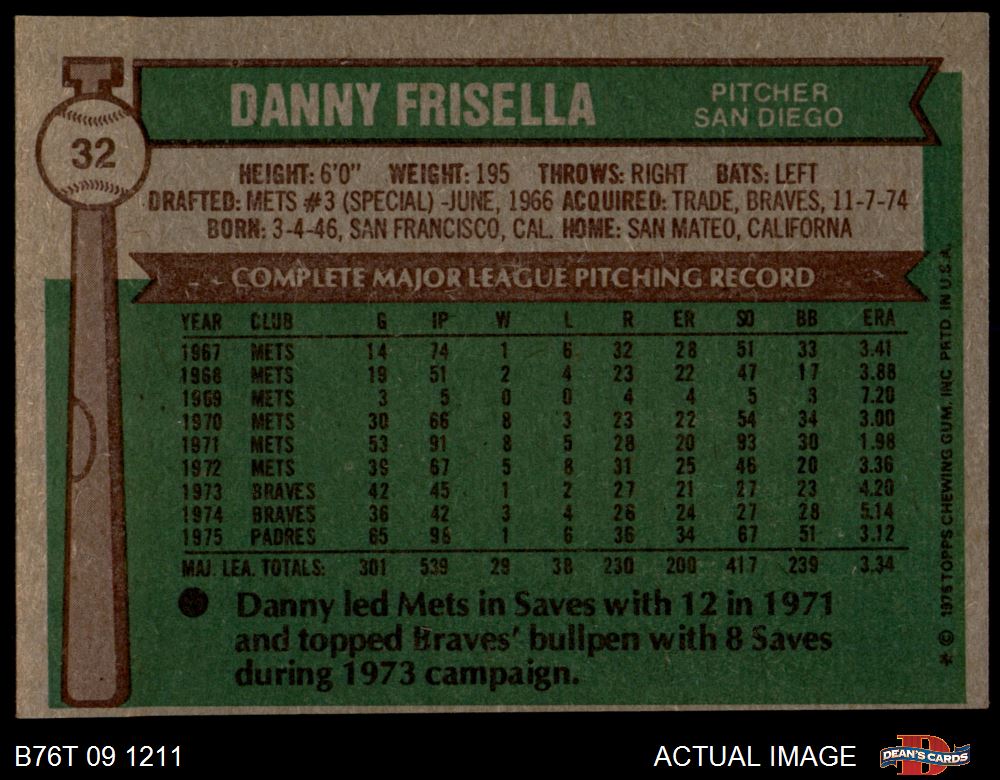 32
DANNY FRISELLA
PITCHER
SAN DIEGO
HEIGHT: 6'0" WEIGHT: 195 THROWS: RIGHT BATS: LEFT
DRAFTED: METS #3 (SPECIAL) -JUNE, 1966 ACQUIRED: TRADE, BRAVES, 11-7-74
BORN: 3-4-46, SAN FRANCISCO, CAL. HOME: SAN MATEO, CALIFORNIA
COMPLETE MAJOR LEAGUE PITCHING RECORD
YEAR CLUB G IP W L R ER SO BB ERA
1967 METS 14 74 1 6 32 28 51 33 3.41
1968 METS 19 51 2 4 23 22 47 17 3.88
1969 METS 3 5 0 0 4 4 5 3 7.20
1970 METS 30 66 8 3 23 22 54 34 3.00
1971 METS 53 91 8 5 28 20 93 30 1.98
1972 METS 39 67 5 8 31 25 46 20 3.36
1973 BRAVES 42 45 1 2 27 21 27 23 4.20
1974 BRAVES 36 42 3 4 26 24 27 28 5.14
1975 PADRES 65 98 1 6 36 34 67 51 3.12
MAJ. LEA. TOTALS: 301 539 29 38 230 200 417 239 3.34
Danny led Mets in Saves with 12 in 1971
and topped Braves' bullpen with 8 Saves
during 1973 campaign.
* © 1976 TOPPS CHEWING GUM, INC. PRTD. IN U.S.A.
B76T 09 1211
ACTUAL IMAGE
D
DEAN'S CARDS